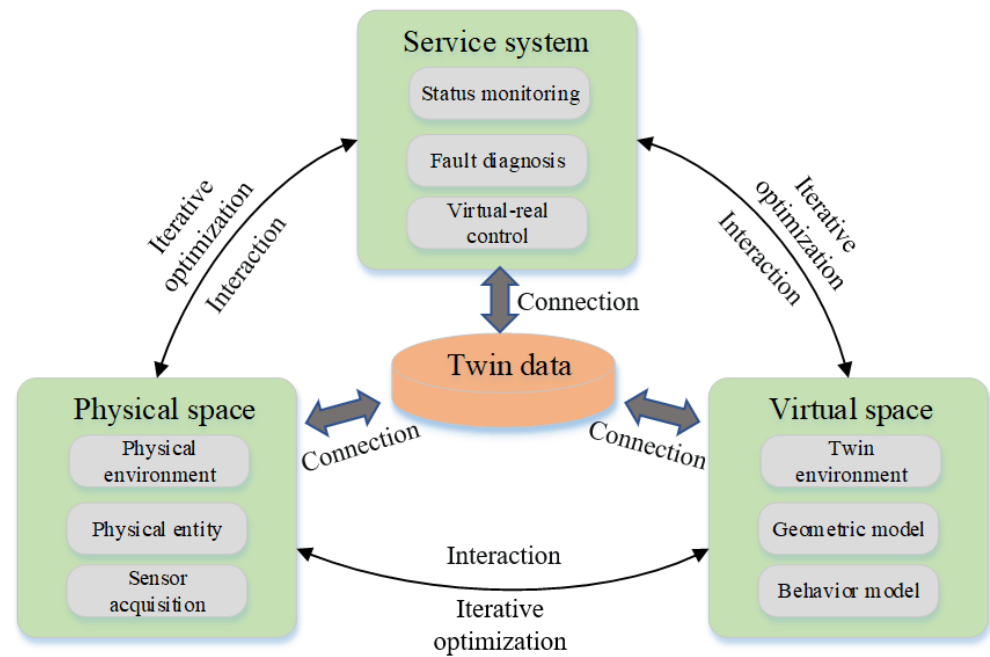 Service system
Status monitoring
Fault diagnosis
Virtual-real
control
Iterative
optimization
Interaction
Iterative
optimization
Interaction
Connection
Twin data
Physical space
Physical
environment
Physical entity
Sensor
acquisition
Connection
Connection
Virtual space
Twin
environment
Geometric model
Behavior model
Interaction
Iterative
optimization